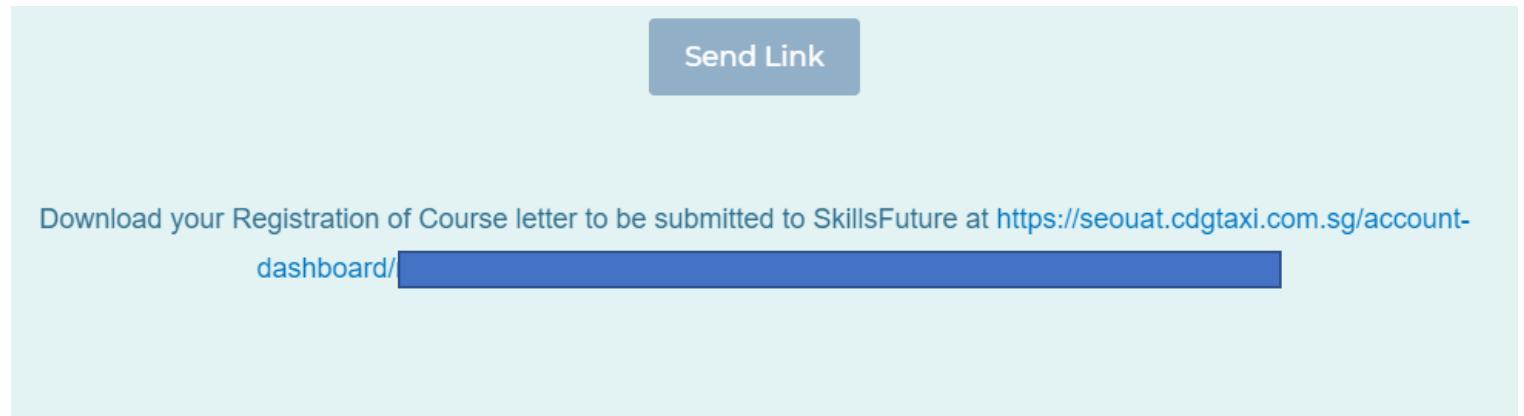 Send Link
Download your Registration of Course letter to be submitted to SkillsFuture at https://seouat.cdgtaxi.com.sg/account-
dashboard/